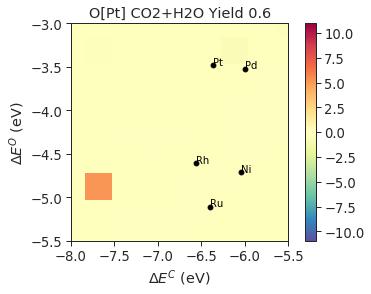 O[Pt] CO2+H2O Yield 0.6
−3.0
−3.5
−4.0
−4.5
−5.0
−5.5
ΔE^O (eV)
Pt
Pd
Rh
Ni
Ru
−8.0 −7.5 −7.0 −6.5 −6.0 −5.5
ΔE^C (eV)
10.0
7.5
5.0
2.5
0.0
−2.5
−5.0
−7.5
−10.0